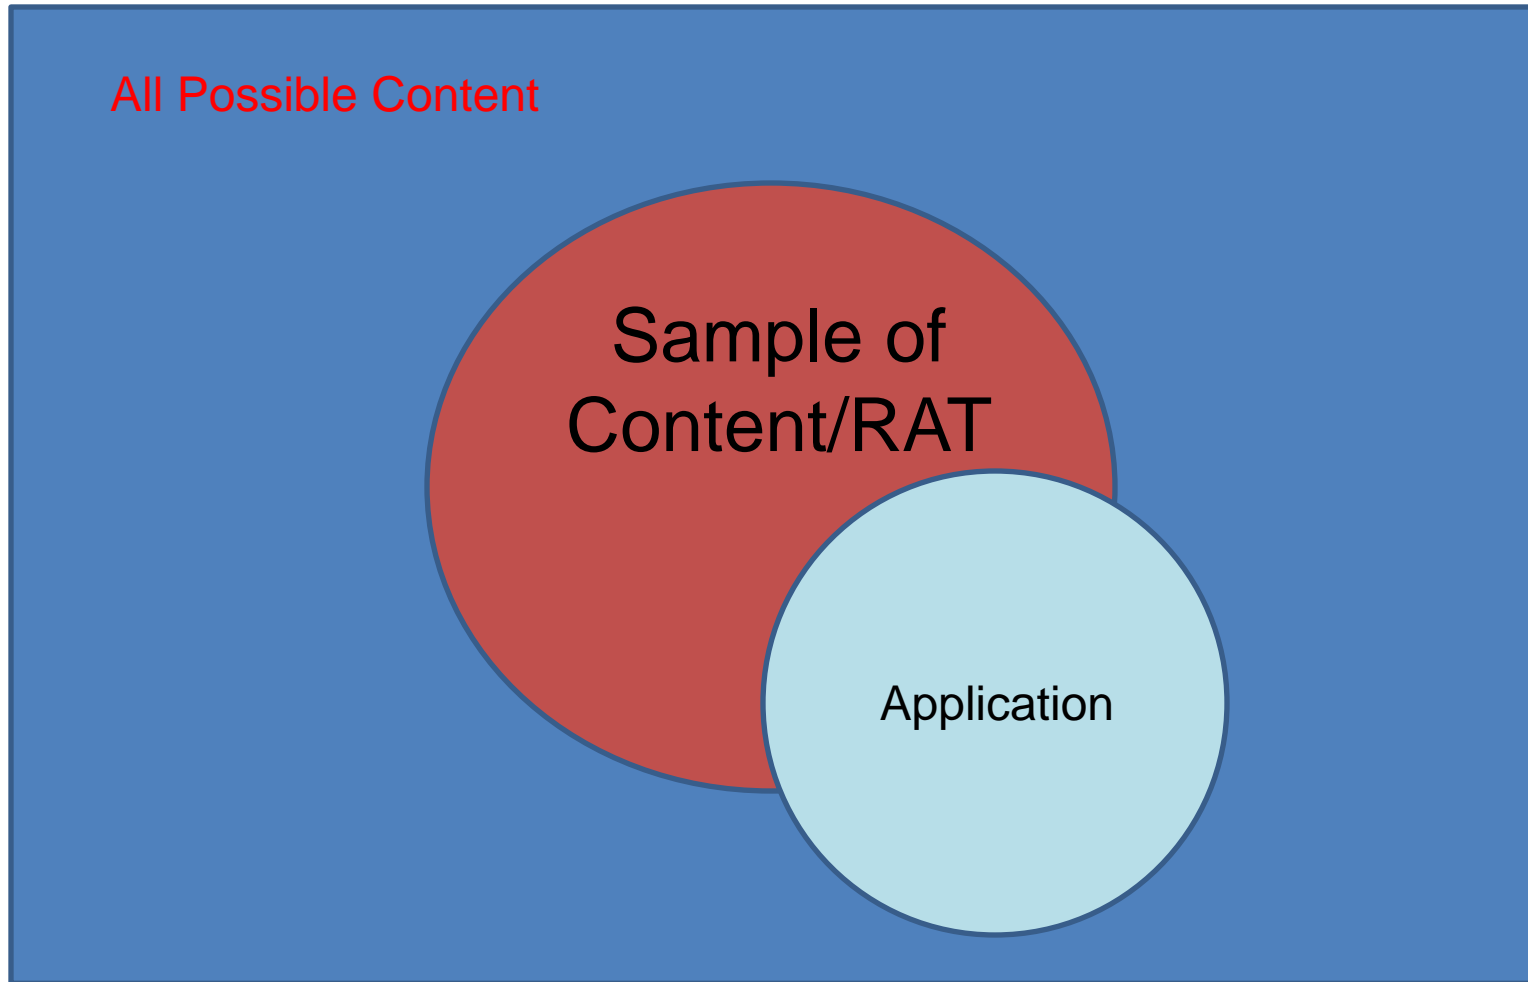 All Possible Content
Sample of
Content/RAT
Application